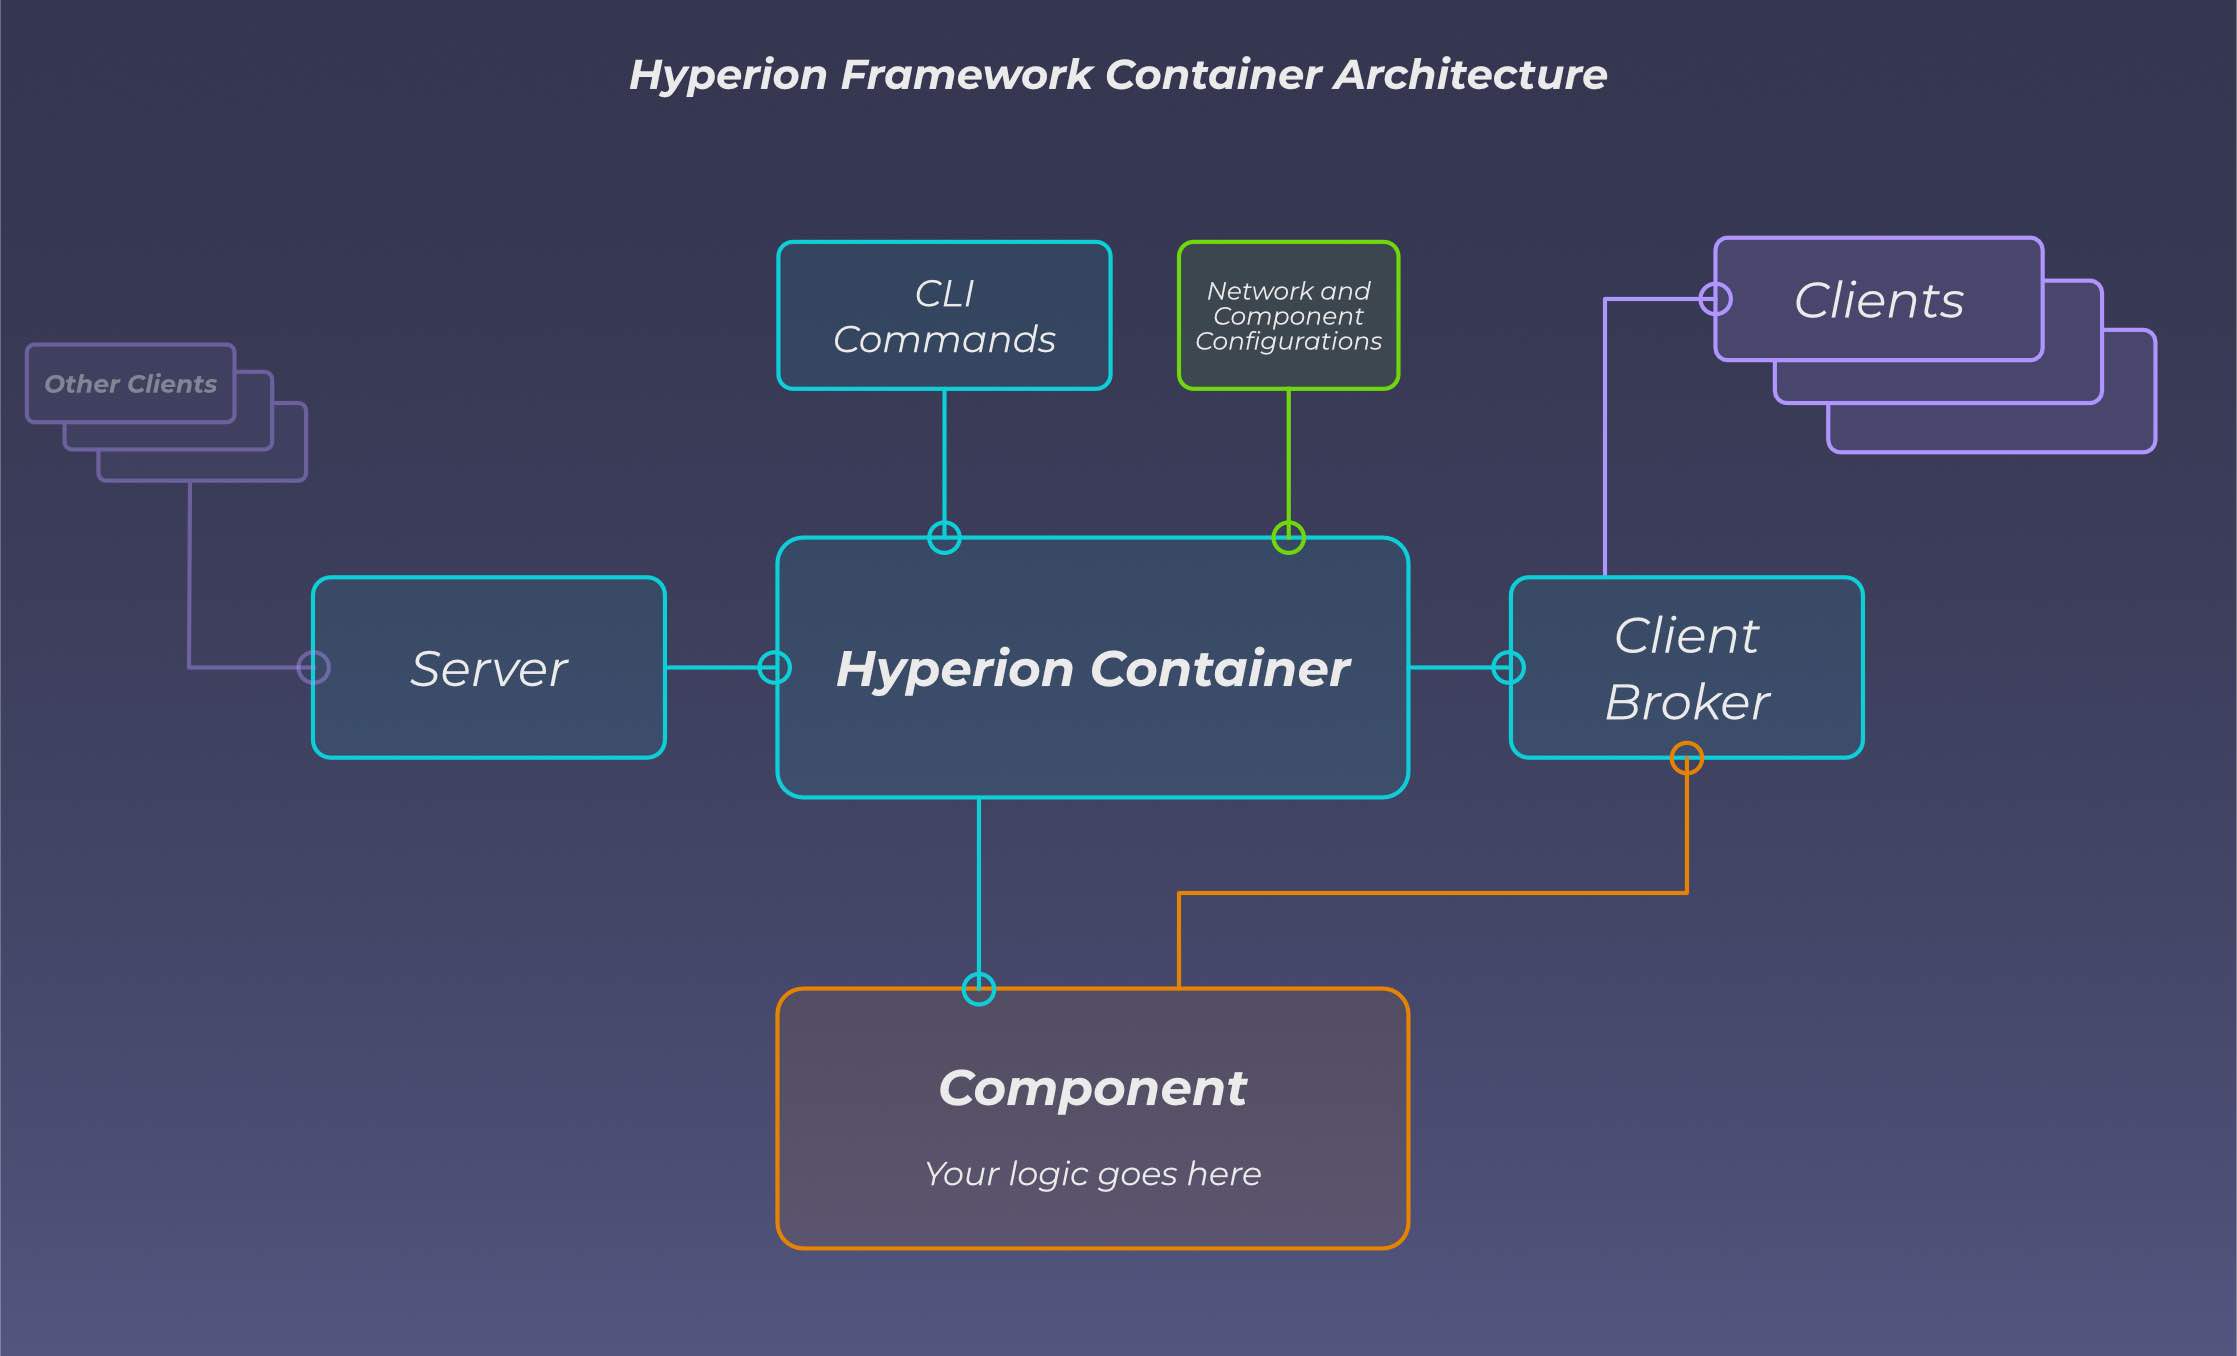 Hyperion Framework Container Architecture
CLI
Commands
Network and
Component
Configurations
Clients
Other Clients
Server
Hyperion Container
Client
Broker
Component
Your logic goes here